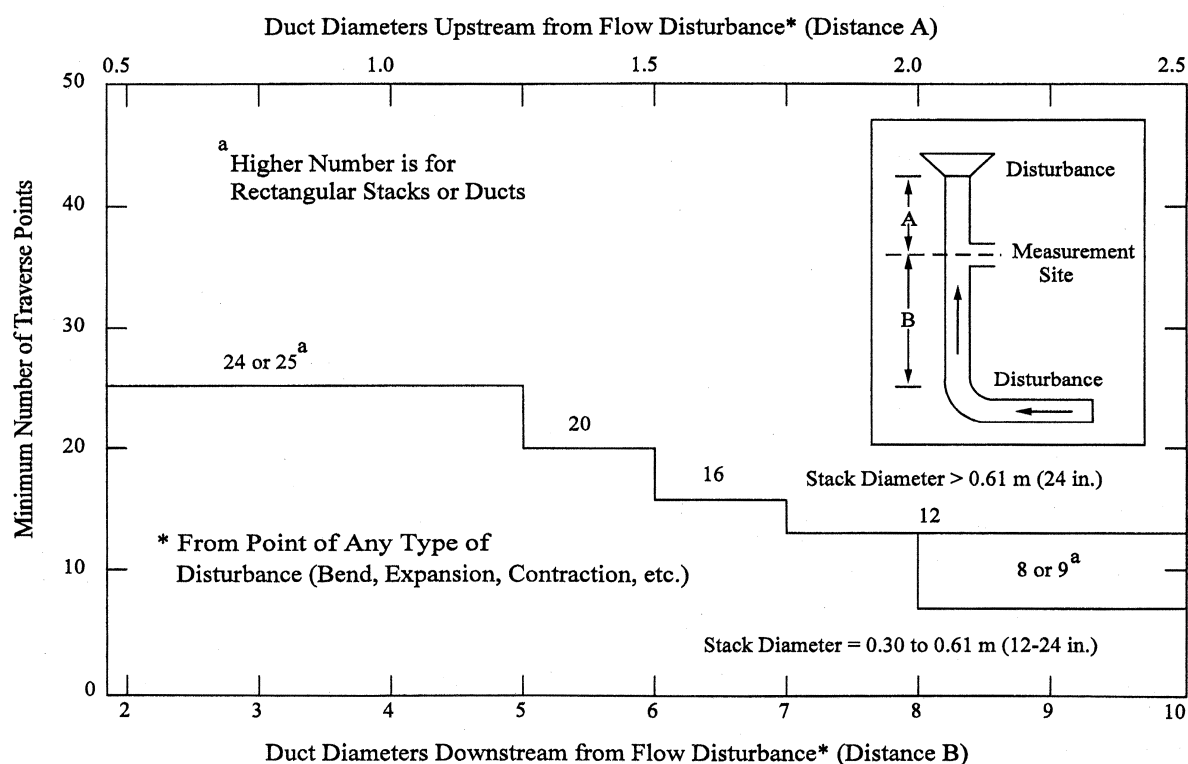 Duct Diameters Upstream from Flow Disturbance* (Distance A)
0.5 1.0 1.5 2.0 2.5
50
40
30
20
10
0
Minimum Number of Traverse Points
a Higher Number is for
Rectangular Stacks or Ducts
24 or 25a
20
16
12
8 or 9a
Disturbance
A
Measurement
Site
B
Disturbance
Stack Diameter > 0.61 m (24 in.)
* From Point of Any Type of
Disturbance (Bend, Expansion, Contraction, etc.)
Stack Diameter = 0.30 to 0.61 m (12-24 in.)
2 3 4 5 6 7 8 9 10
Duct Diameters Downstream from Flow Disturbance* (Distance B)